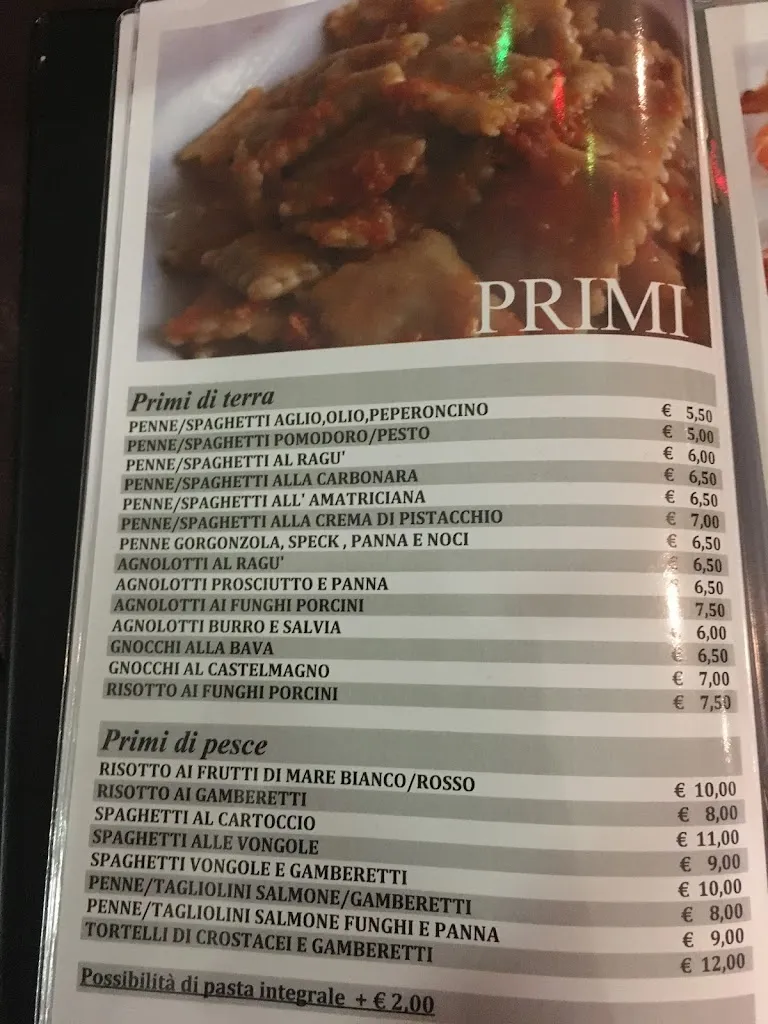 PRIMI
Primi di terra
PENNE/SPAGHETTI AGLIO,OLIO,PEPERONCINO € 5,50
PENNE/SPAGHETTI POMODORO/PESTO € 5,00
PENNE/SPAGHETTI AL RAGU' € 6,00
PENNE/SPAGHETTI ALLA CARBONARA € 6,50
PENNE/SPAGHETTI ALL' AMATRICIANA € 6,50
PENNE/SPAGHETTI ALLA CREMA DI PISTACCHIO € 7,00
PENNE GORGONZOLA, SPECK , PANNA E NOCI € 6,50
AGNOLOTTI AL RAGU' € 6,50
AGNOLOTTI PROSCIUTTO E PANNA 6,50
AGNOLOTTI AI FUNGHI PORCINI 7,50
AGNOLOTTI BURRO E SALVIA € 6,00
GNOCCHI ALLA BAVA € 6,50
GNOCCHI AL CASTELMAGNO € 7,00
RISOTTO AI FUNGHI PORCINI € 7,50
Primi di pesce
RISOTTO AI FRUTTI DI MARE BIANCO/ROSSO € 10,00
RISOTTO AI GAMBERETTI € 8,00
SPAGHETTI AL CARTOCCIO € 11,00
SPAGHETTI ALLE VONGOLE € 9,00
SPAGHETTI VONGOLE E GAMBERETTI € 10,00
PENNE/TAGLIOLINI SALMONE/GAMBERETTI € 8,00
PENNE/TAGLIOLINI SALMONE FUNGHI E PANNA € 9,00
TORTELLI DI CROSTACEI E GAMBERETTI € 12,00
Possibilità di pasta integrale + € 2,00